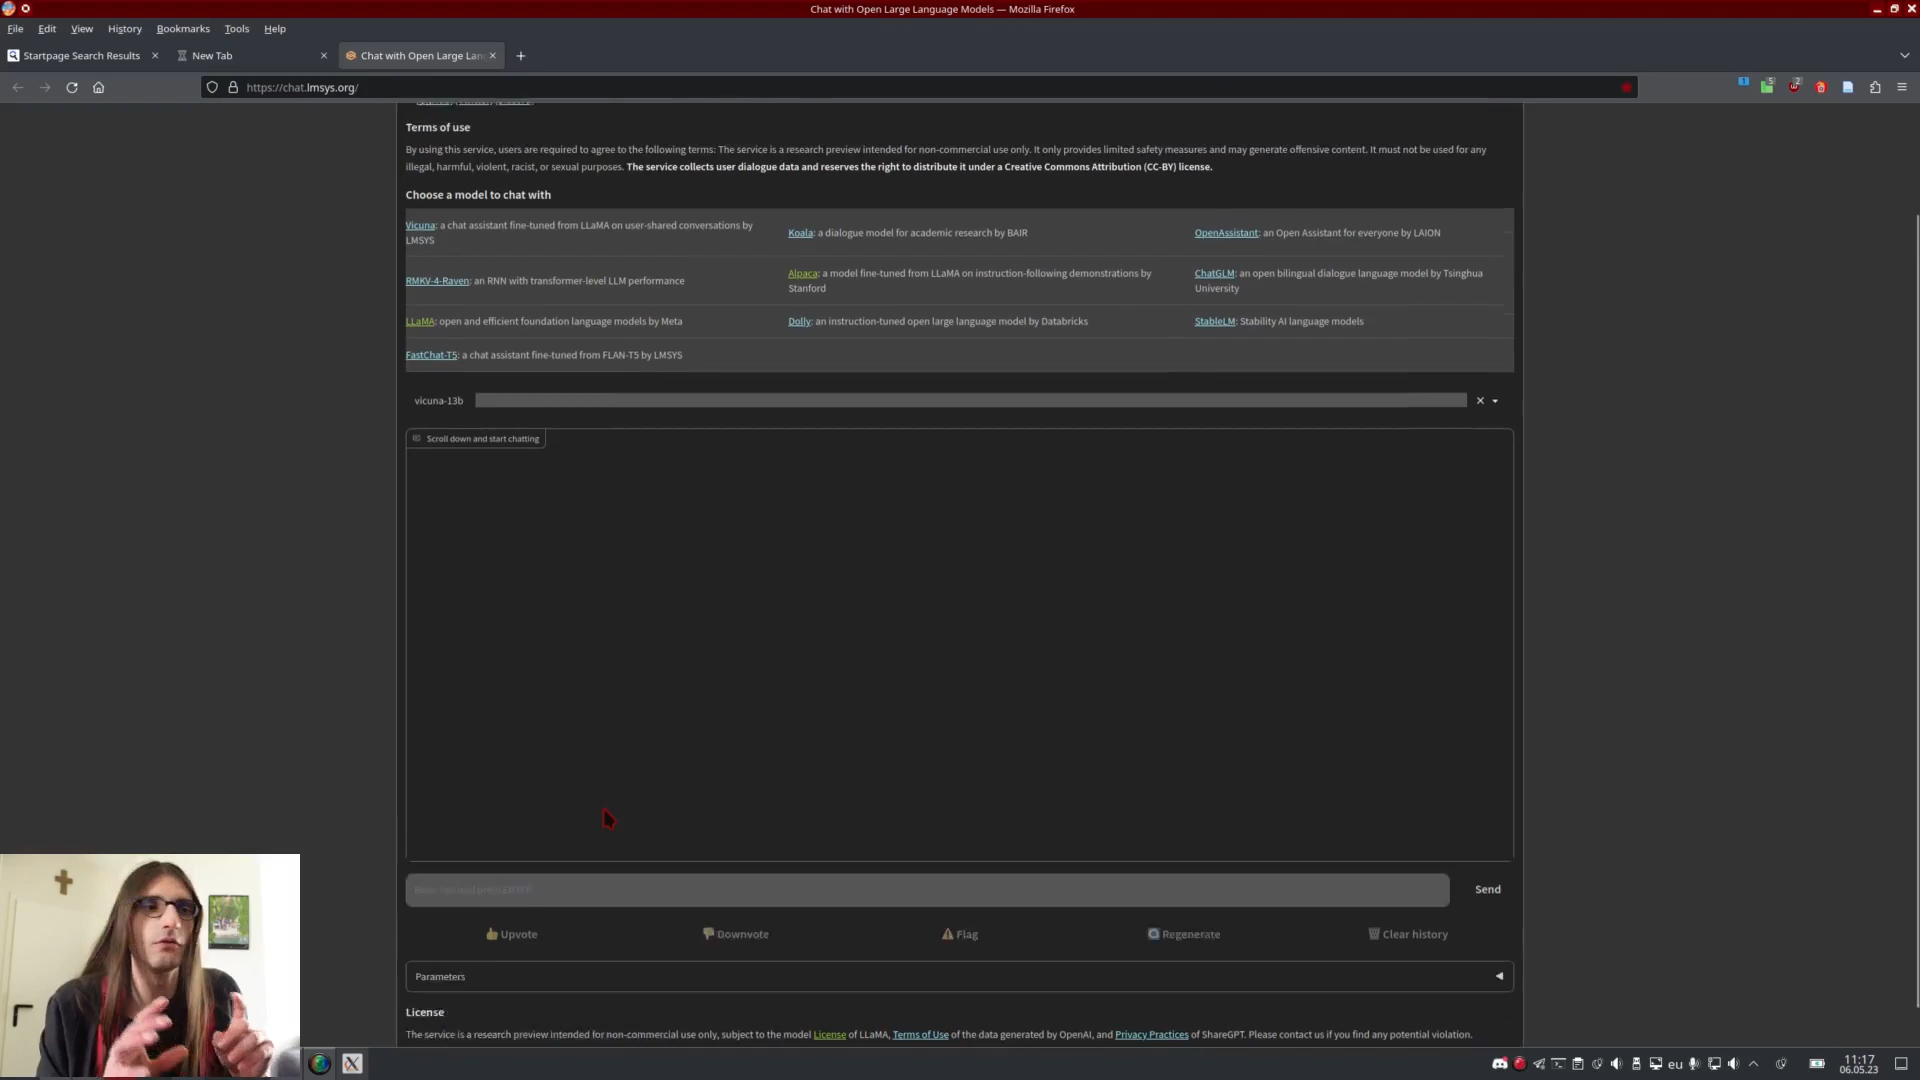 Chat with Open Large Language Models — Mozilla Firefox
File Edit View History Bookmarks Tools Help
Startpage Search Results
New Tab
Chat with Open Large Lan
https://chat.lmsys.org/
1 5 2
Terms of use
By using this service, users are required to agree to the following terms: The service is a research preview intended for non-commercial use only. It only provides limited safety measures and may generate offensive content. It must not be used for any
illegal, harmful, violent, racist, or sexual purposes. The service collects user dialogue data and reserves the right to distribute it under a Creative Commons Attribution (CC-BY) license.
Choose a model to chat with
Vicuna: a chat assistant fine-tuned from LLaMA on user-shared conversations by
LMSYS
Koala: a dialogue model for academic research by BAIR
OpenAssistant: an Open Assistant for everyone by LAION
RMKV-4-Raven: an RNN with transformer-level LLM performance
Alpaca: a model fine-tuned from LLaMA on instruction-following demonstrations by
Stanford
ChatGLM: an open bilingual dialogue language model by Tsinghua
University
LLaMA: open and efficient foundation language models by Meta
Dolly: an instruction-tuned open large language model by Databricks
StableLM: Stability AI language models
FastChat-T5: a chat assistant fine-tuned from FLAN-T5 by LMSYS
vicuna-13b
Scroll down and start chatting
Send
Upvote
Downvote
Flag
Regenerate
Clear history
Parameters
License
The service is a research preview intended for non-commercial use only, subject to the model License of LLaMA, Terms of Use of the data generated by OpenAI, and Privacy Practices of ShareGPT. Please contact us if you find any potential violation.
eu
11:17
06.05.23